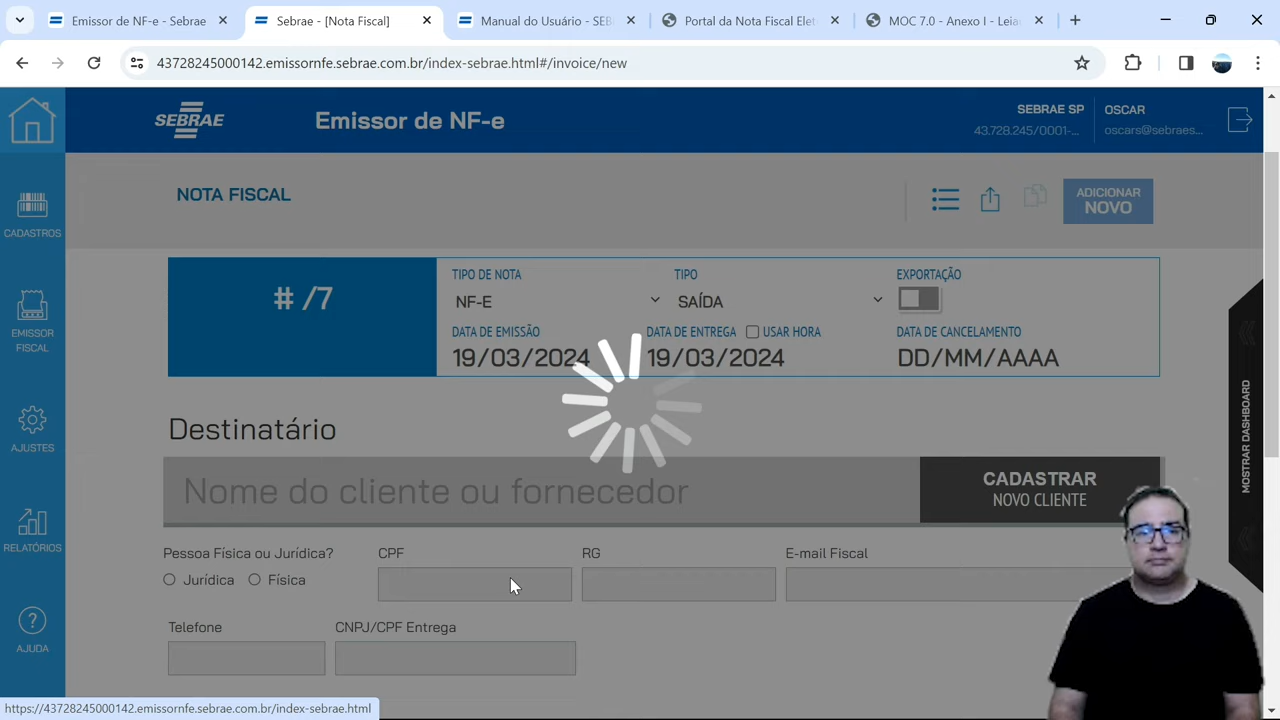 Emissor de NF-e - Sebrae
Sebrae - [Nota Fiscal]
Manual do Usuário - SEB
Portal da Nota Fiscal Elet
MOC 7.0 - Anexo I - Leia
43728245000142.emissornfe.sebrae.com.br/index-sebrae.html#/invoice/new
SEBRAE
Emissor de NF-e
SEBRAE SP
43.728.245/0001-...
OSCAR
oscars@sebraes...
NOTA FISCAL
ADICIONAR
NOVO
CADASTROS
EMISSOR
FISCAL
AJUSTES
RELATÓRIOS
AJUDA
# /7
TIPO DE NOTA
TIPO
EXPORTAÇÃO
NF-E
SAÍDA
DATA DE EMISSÃO
DATA DE ENTREGA
USAR HORA
DATA DE CANCELAMENTO
19/03/2024
19/03/2024
DD/MM/AAAA
MOSTRAR DASHBOARD
Destinatário
Nome do cliente ou fornecedor
CADASTRAR
NOVO CLIENTE
Pessoa Física ou Jurídica?
CPF
RG
E-mail Fiscal
Jurídica
Física
Telefone
CNPJ/CPF Entrega
https://43728245000142.emissornfe.sebrae.com.br/index-sebrae.html